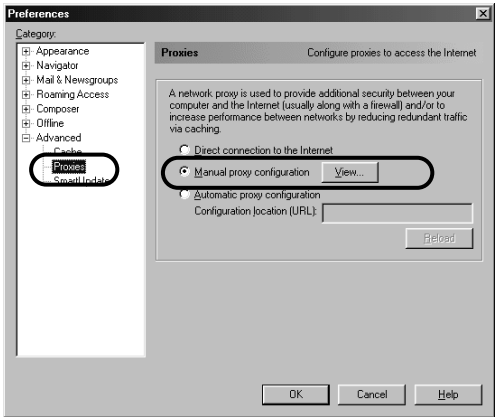 Preferences
Category:
Appearance
Navigator
Mail & Newsgroups
Roaming Access
Composer
Offline
Advanced
Cache
Proxies
SmartUpdate
Proxies Configure proxies to access the Internet
A network proxy is used to provide additional security between your
computer and the Internet (usually along with a firewall) and/or to
increase performance between networks by reducing redundant traffic
via caching.
Direct connection to the Internet
Manual proxy configuration View...
Automatic proxy configuration
Configuration location (URL):
Reload
OK Cancel Help